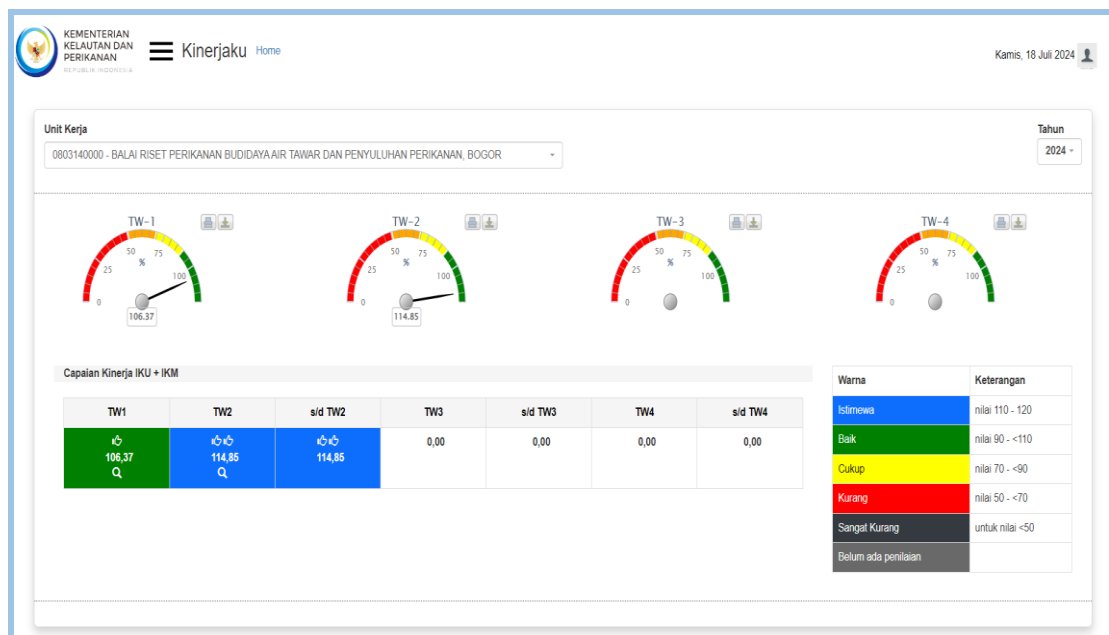 KEMENTERIAN
KELAUTAN DAN
PERIKANAN
REPUBLIK INDONESIA
Kinerjaku Home
Kamis, 18 Juli 2024
Unit Kerja
Tahun
0803140000 - BALAI RISET PERIKANAN BUDIDAYA AIR TAWAR DAN PENYULUHAN PERIKANAN, BOGOR
2024
TW-1
0 25 50 75 100
%
106.37
TW-2
0 25 50 75 100
%
114.85
TW-3
0 25 50 75 100
%
TW-4
0 25 50 75 100
%
Capaian Kinerja IKU + IKM
TW1 TW2 s/d TW2 TW3 s/d TW3 TW4 s/d TW4
106,37 114,85 114,85 0,00 0,00 0,00 0,00
Warna Keterangan
Istimewa nilai 110 - 120
Baik nilai 90 - <110
Cukup nilai 70 - <90
Kurang nilai 50 - <70
Sangat Kurang untuk nilai <50
Belum ada penilaian